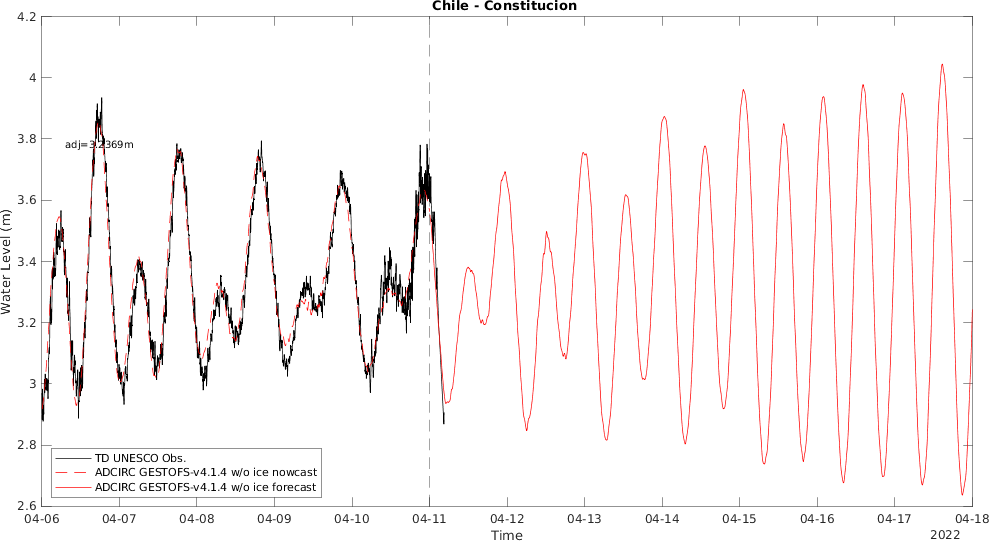 Chile - Constitucion
4.2
4
3.8
3.6
3.4
3.2
3
2.8
2.6
Water Level (m)
adj=3.2369m
TD UNESCO Obs.
ADCIRC GESTOFS-v4.1.4 w/o ice nowcast
ADCIRC GESTOFS-v4.1.4 w/o ice forecast
04-06 04-07 04-08 04-09 04-10 04-11 04-12 04-13 04-14 04-15 04-16 04-17 04-18
Time
2022